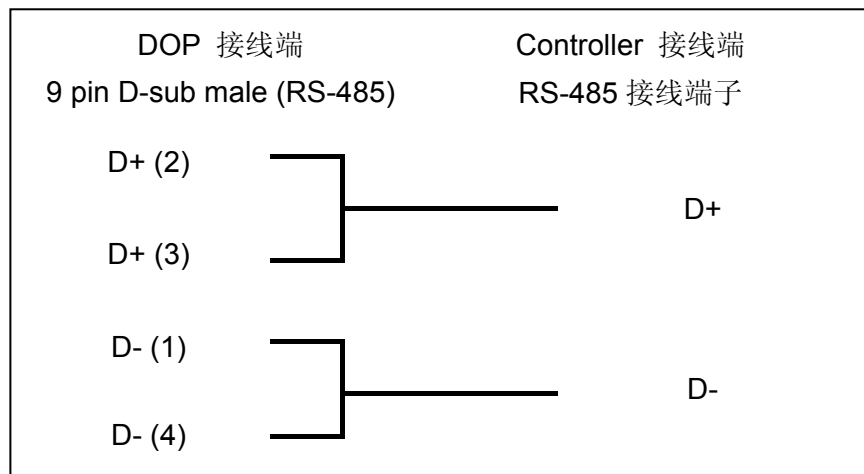 DOP 接线端 Controller 接线端
9 pin D-sub male (RS-485) RS-485 接线端子
D+ (2)
D+
D+ (3)
D- (1)
D-
D- (4)